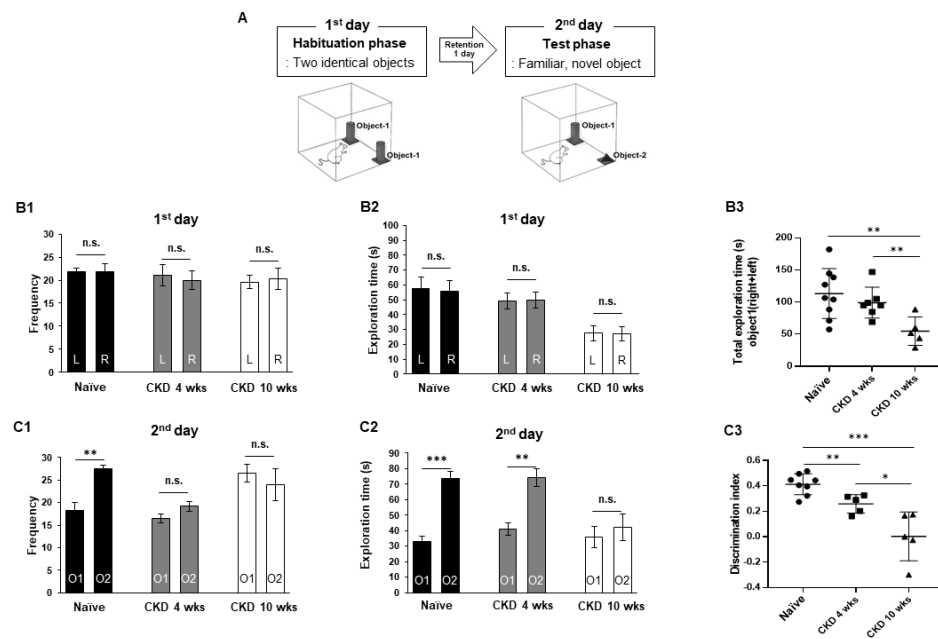 A
1st day
Habituation phase
: Two identical objects
Retention
1 day
2nd day
Test phase
: Familiar, novel object
Object-1
Object-1
Object-1
Object-2
B1
1st day
Frequency
30
25
20
15
10
5
0
n.s.
n.s.
n.s.
L R L R L R
Naïve CKD 4 wks CKD 10 wks
B2
1st day
Exploration time (s)
100
90
80
70
60
50
40
30
20
10
0
n.s.
n.s.
n.s.
L R L R L R
Naïve CKD 4 wks CKD 10 wks
B3
Total exploration time (s)
object1(right+left)
200
150
100
50
0
**
**
Naïve
CKD 4 wks
CKD 10 wks
C1
2nd day
Frequency
30
25
20
15
10
5
0
**
n.s.
n.s.
O1 O2 O1 O2 O1 O2
Naïve CKD 4 wks CKD 10 wks
C2
2nd day
Exploration time (s)
90
80
70
60
50
40
30
20
10
0
***
**
n.s.
O1 O2 O1 O2 O1 O2
Naïve CKD 4 wks CKD 10 wks
C3
Discrimination index
0.6
0.4
0.2
0.0
-0.2
-0.4
***
**
*
Naïve
CKD 4 wks
CKD 10 wks